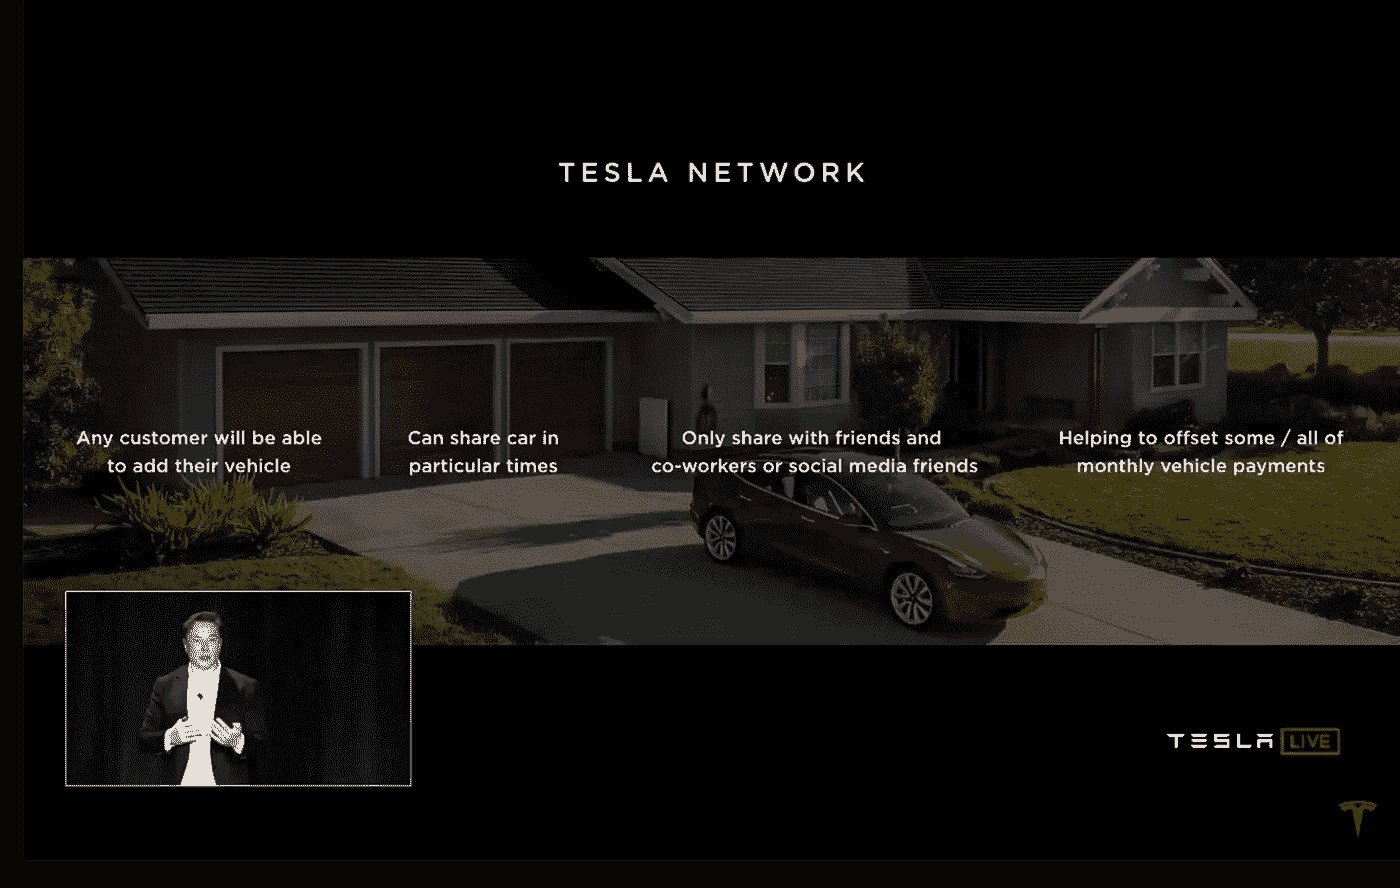 TESLA NETWORK
Any customer will be able
to add their vehicle
Can share car in
particular times
Only share with friends and
co-workers or social media friends
Helping to offset some / all of
monthly vehicle payments
TESLA LIVE